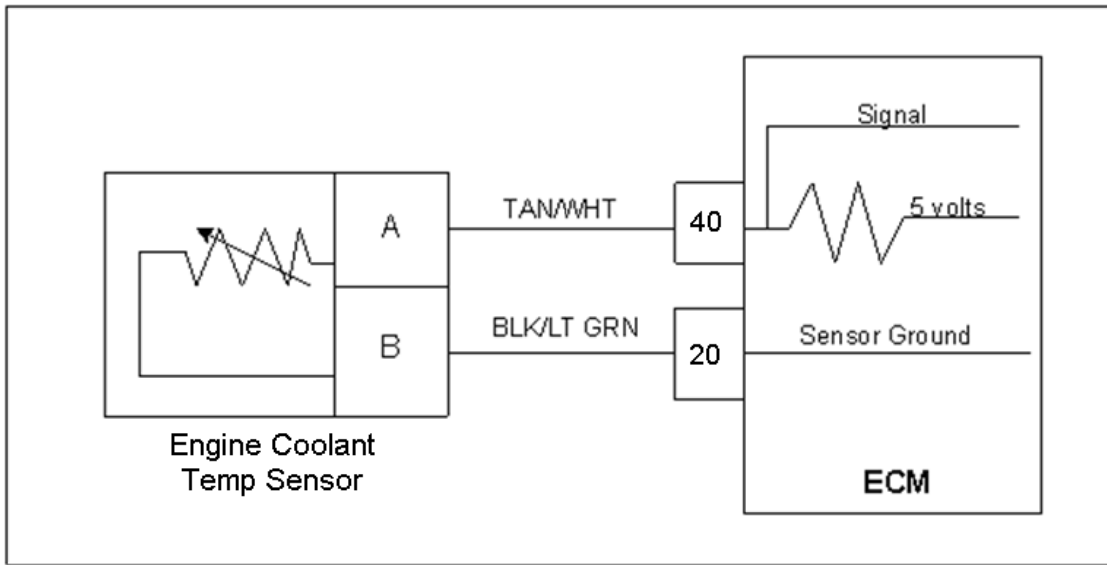 Signal
5 volts
A
TAN/WHT
40
B
BLK/LT GRN
20
Sensor Ground
Engine Coolant
Temp Sensor
ECM